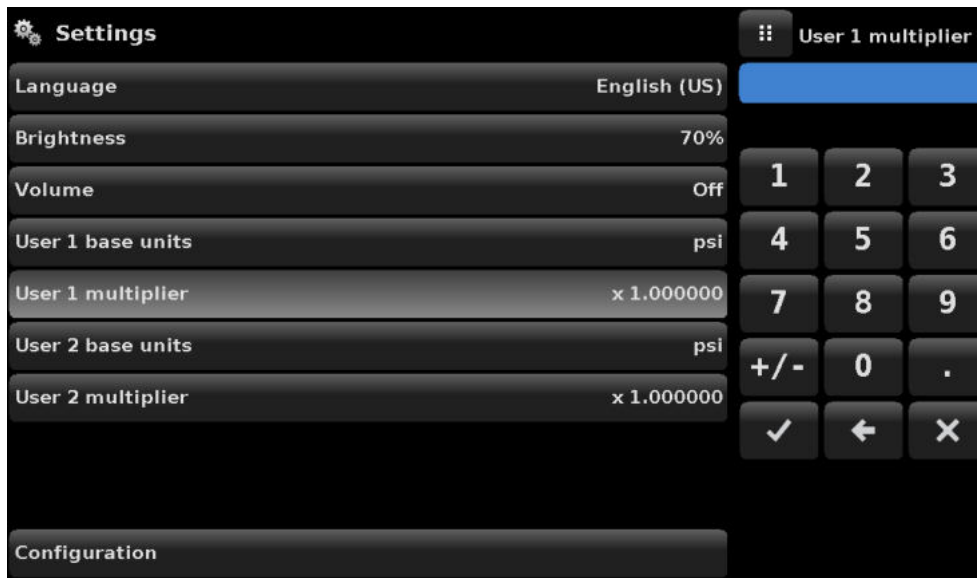 Settings
Language English (US)
Brightness 70%
Volume Off
User 1 base units psi
User 1 multiplier x 1.000000
User 2 base units psi
User 2 multiplier x 1.000000
Configuration
User 1 multiplier
1 2 3
4 5 6
7 8 9
+/- 0 .